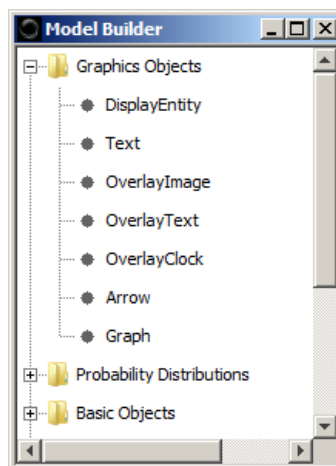 Model Builder
Graphics Objects
DisplayEntity
Text
OverlayImage
OverlayText
OverlayClock
Arrow
Graph
Probability Distributions
Basic Objects